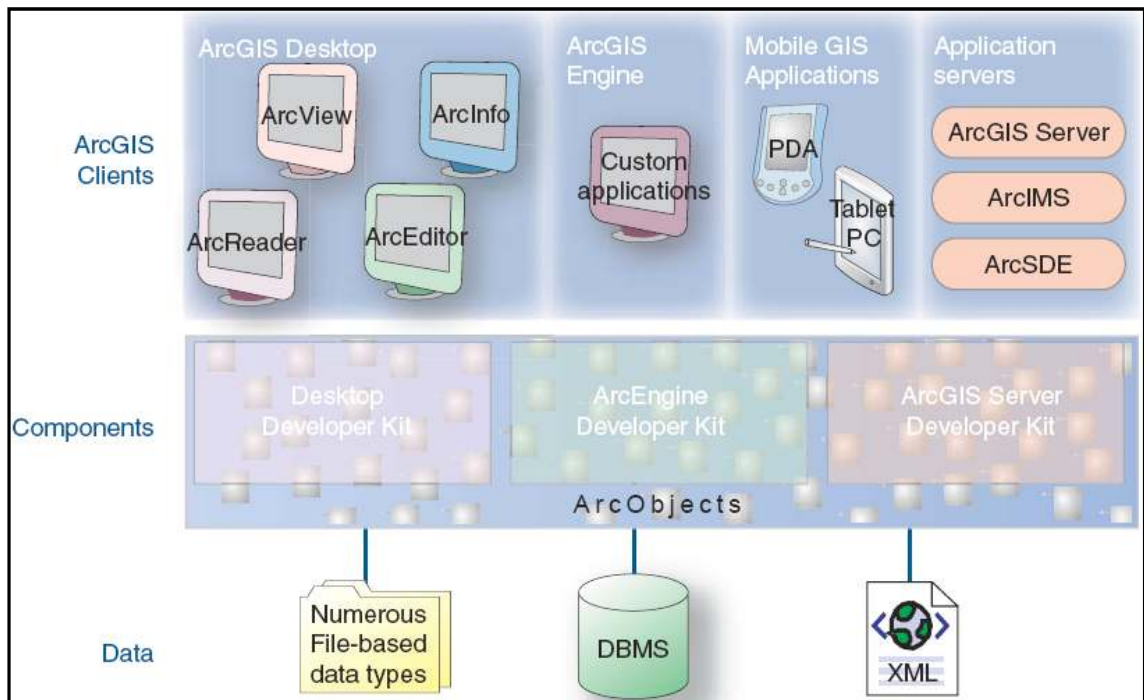 ArcGIS Desktop
ArcView
ArcInfo
ArcReader
ArcEditor
ArcGIS
Engine
Custom
applications
Mobile GIS
Applications
PDA
Tablet
PC
Application
servers
ArcGIS Server
ArcIMS
ArcSDE
ArcGIS
Clients
Components
Desktop
Developer Kit
ArcEngine
Developer Kit
ArcGIS Server
Developer Kit
ArcObjects
Data
Numerous
File-based
data types
DBMS
XML